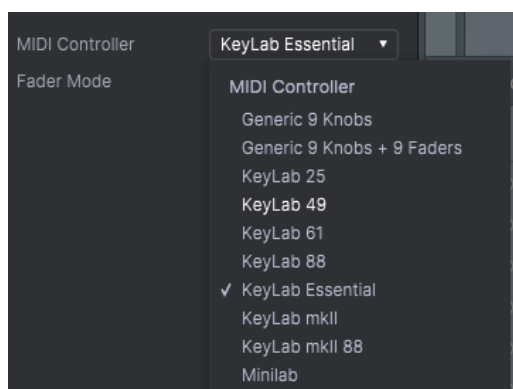 MIDI Controller KeyLab Essential ▼
Fader Mode
MIDI Controller
Generic 9 Knobs
Generic 9 Knobs + 9 Faders
KeyLab 25
KeyLab 49
KeyLab 61
KeyLab 88
✓ KeyLab Essential
KeyLab mkII
KeyLab mkII 88
Minilab